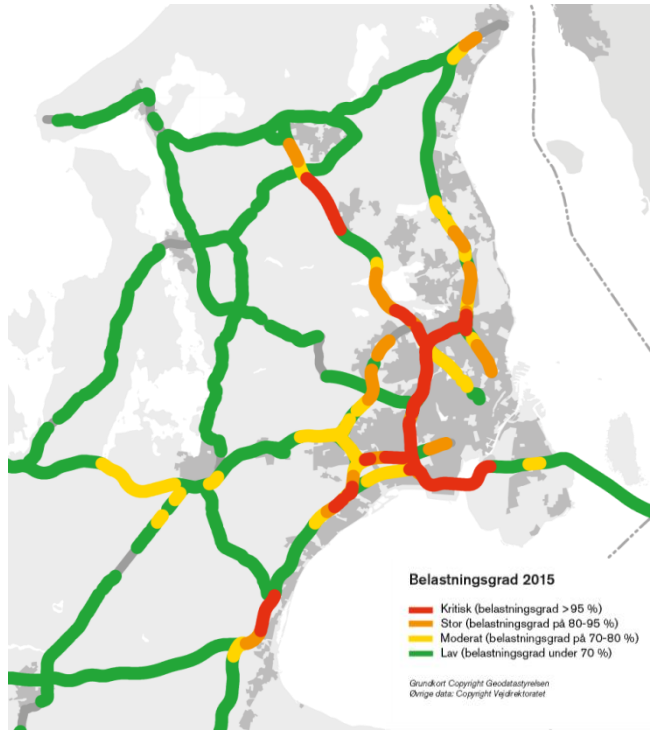 Belastningsgrad 2015
Kritisk (belastningsgrad >95 %)
Stor (belastningsgrad på 80-95 %)
Moderat (belastningsgrad på 70-80 %)
Lav (belastningsgrad under 70 %)
Grundkort Copyright Geodatastyrelsen
Øvrige data: Copyright Vejdirektoratet